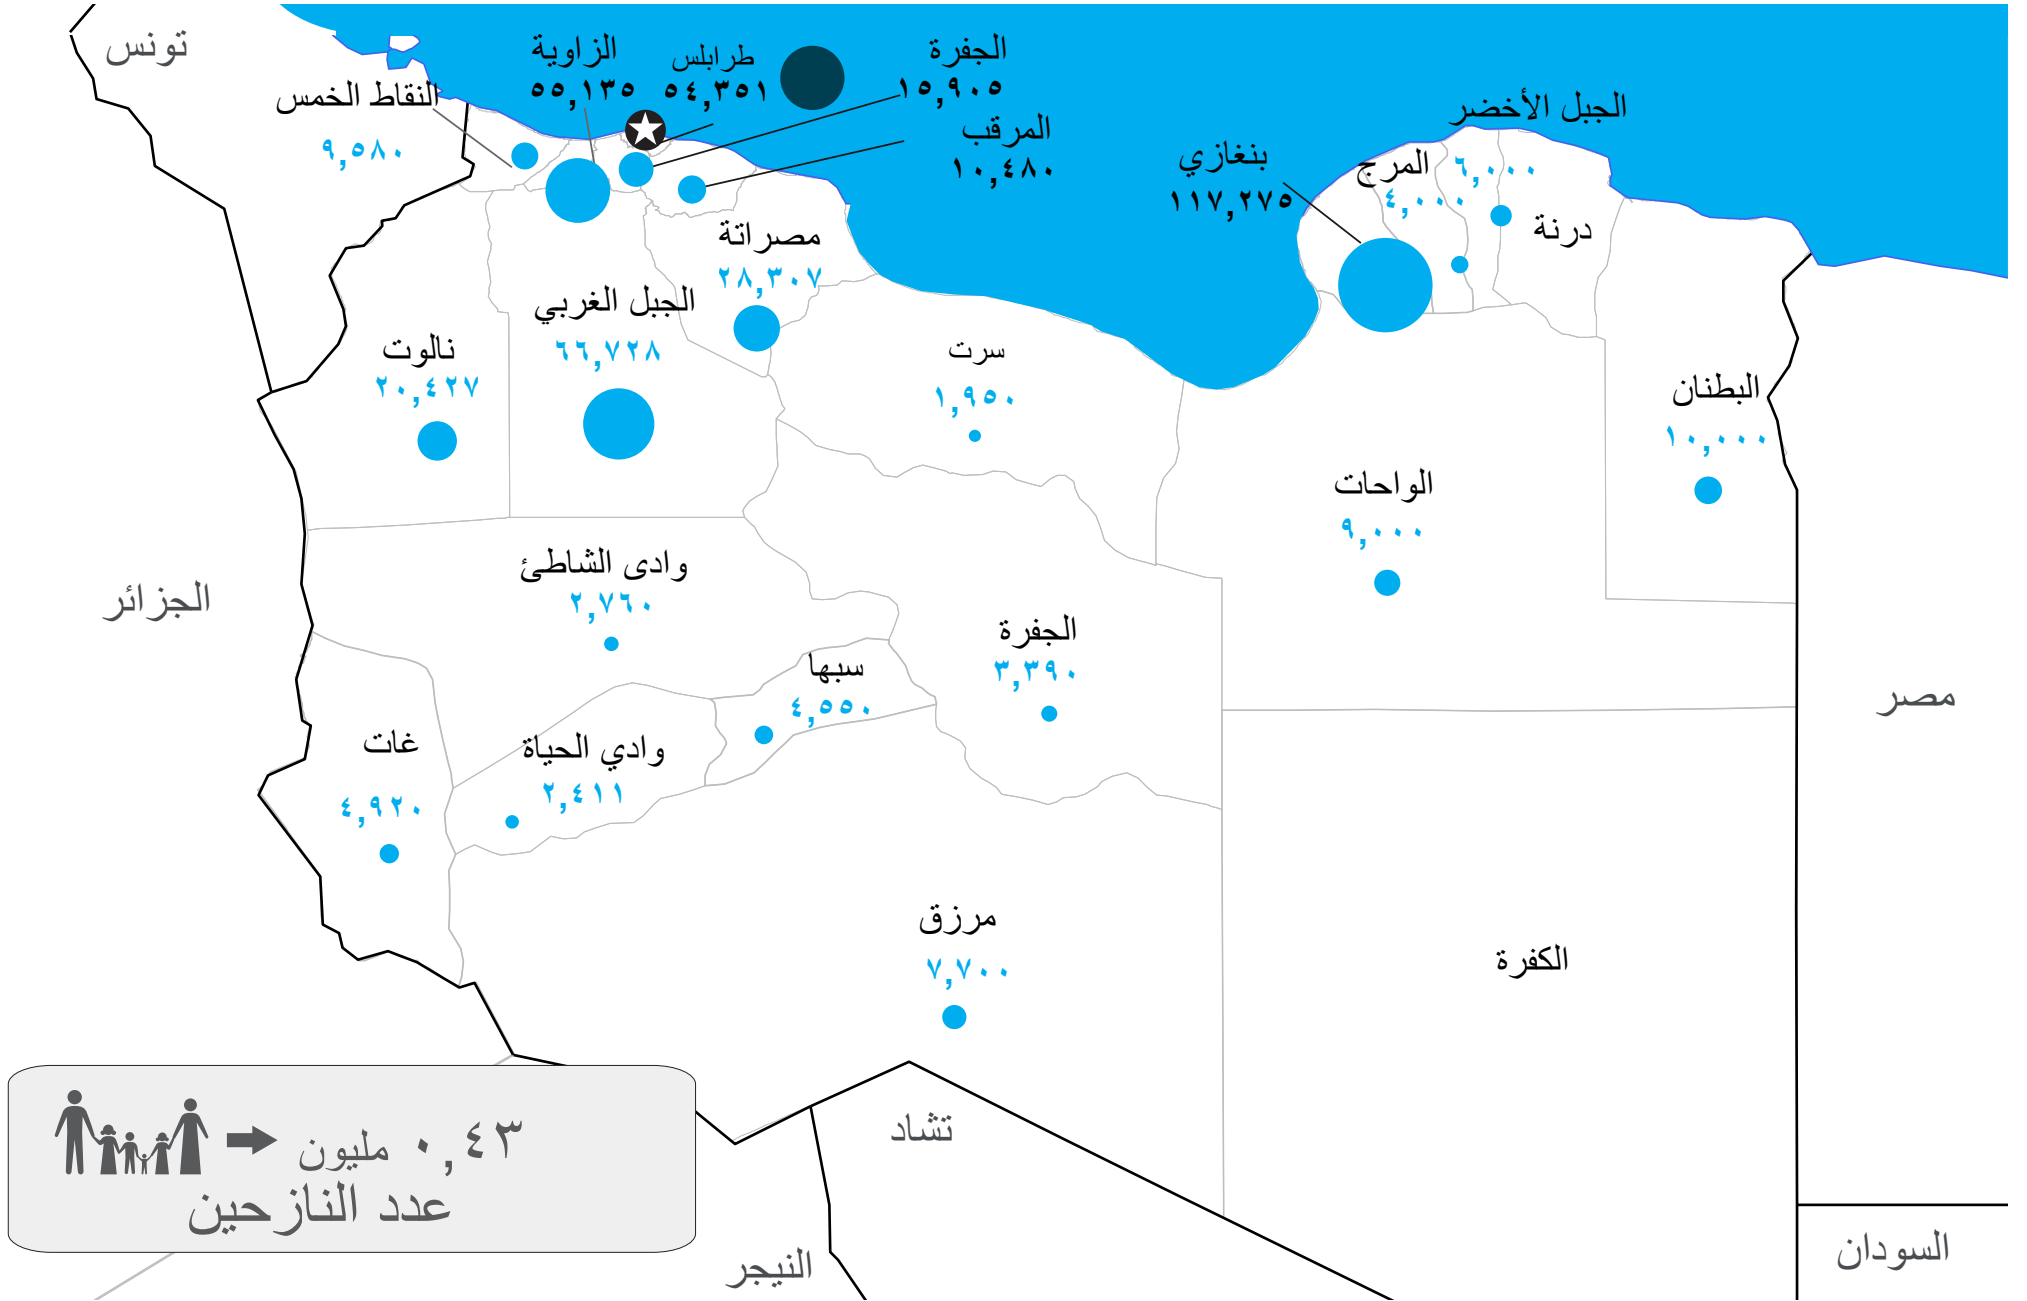 تونس
النقاط الخمس
٩,٥٨٠
الزاوية
٥٥,١٣٥
طرابلس
٥٤,٣٥١
الجفرة
١٥,٩٠٥
المرقب
١٠,٤٨٠
بنغازي
١١٧,٢٧٥
المرج
٤,٠٠٠
الجبل الأخضر
٦,٠٠٠
درنة
مصراتة
٢٨,٣٠٧
الجبل الغربي
٦٦,٧٢٨
نالوت
٢٠,٤٢٧
سرت
١,٩٥٠
البطنان
١٠,٠٠٠
الواحات
٩,٠٠٠
الجزائر
وادى الشاطئ
٢,٧٦٠
الجفرة
٣,٣٩٠
سبها
٤,٥٥٠
مصر
غات
٤,٩٢٠
وادي الحياة
٢,٤١١
مرزق
٧,٧٠٠
الكفرة
تشاد
النيجر
السودان
٠,٤٣ مليون
عدد النازحين